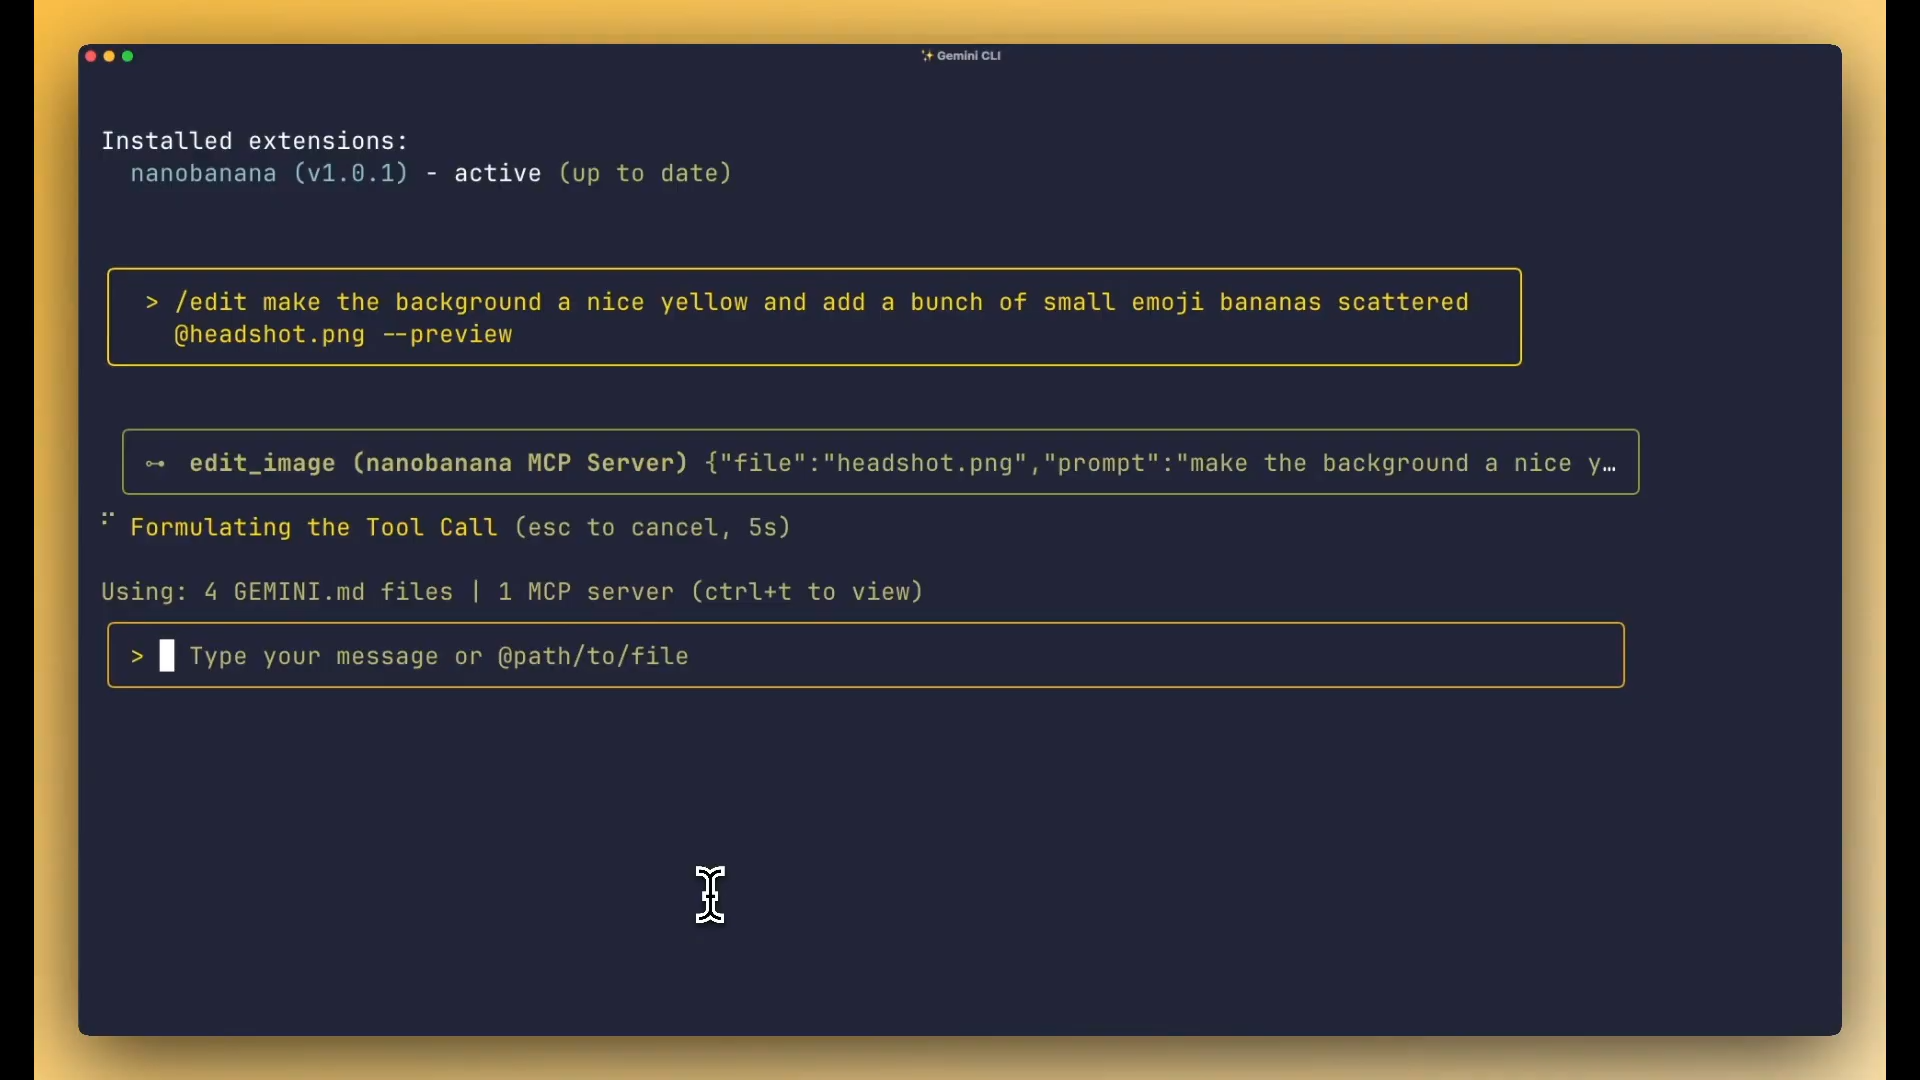 ✨ Gemini CLI
Installed extensions:
nanobanana (v1.0.1) - active (up to date)
> /edit make the background a nice yellow and add a bunch of small emoji bananas scattered
@headshot.png --preview
edit_image (nanobanana MCP Server) {"file":"headshot.png","prompt":"make the background a nice y…
Formulating the Tool Call (esc to cancel, 5s)
Using: 4 GEMINI.md files | 1 MCP server (ctrl+t to view)
> Type your message or @path/to/file